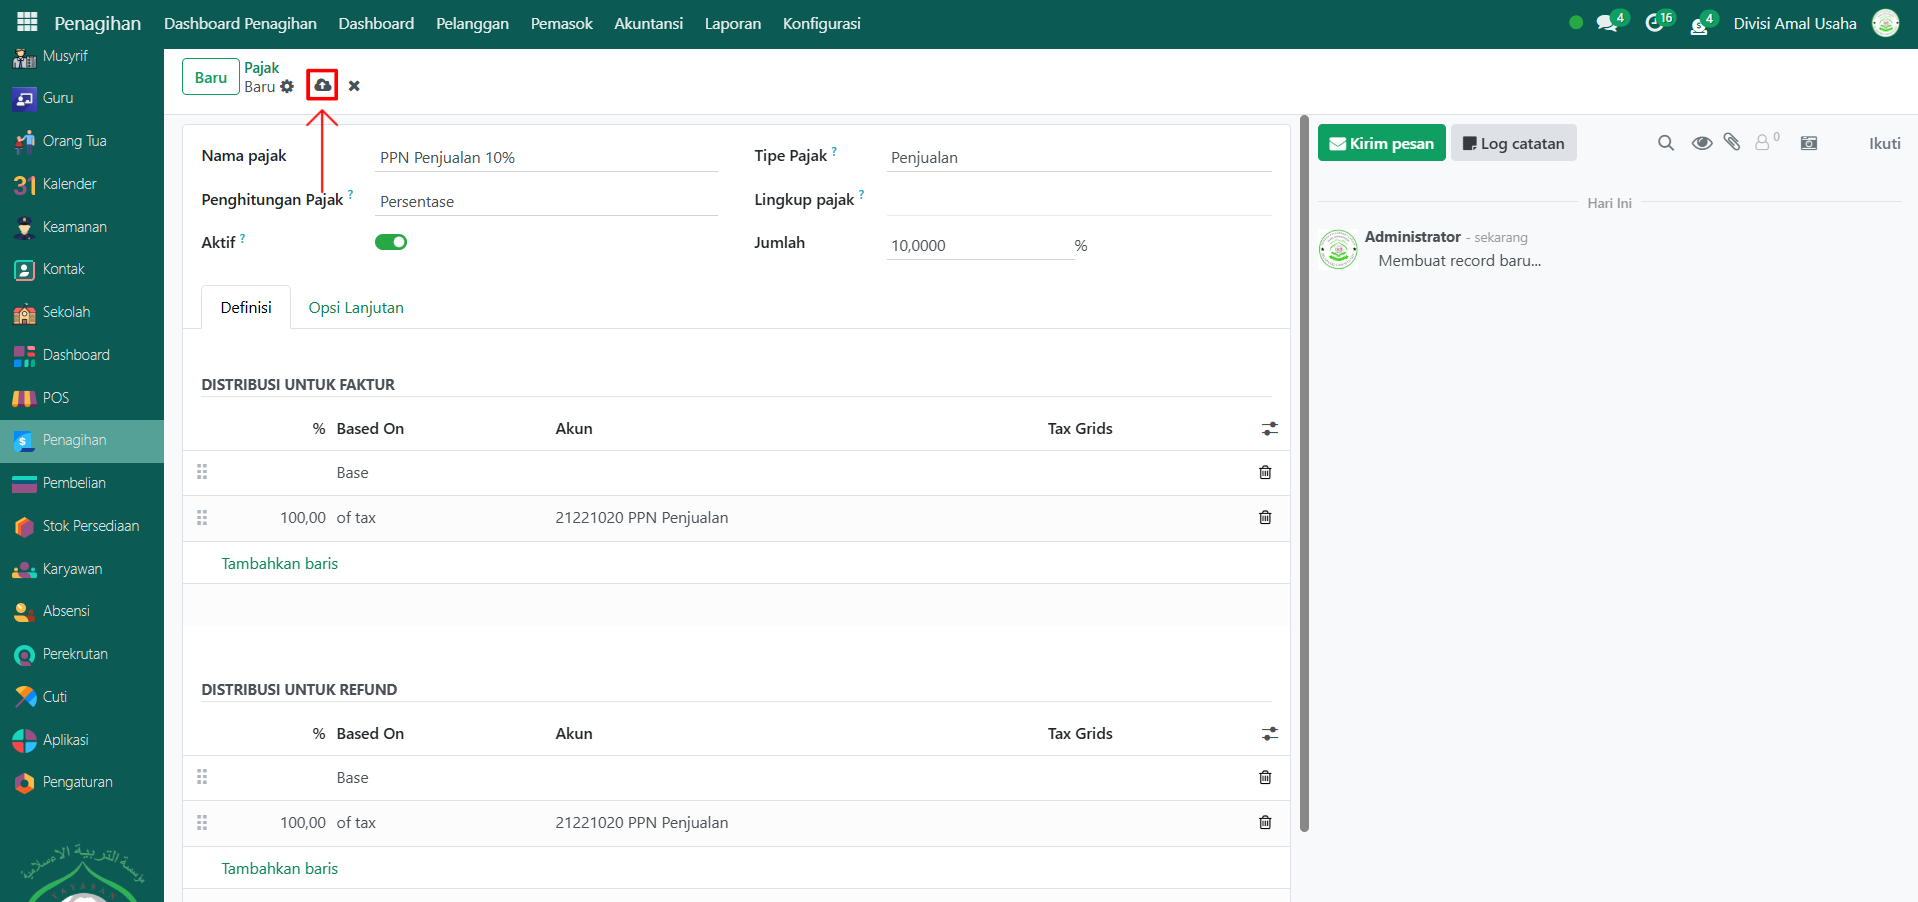 Penagihan
Dashboard Penagihan
Dashboard
Pelanggan
Pemasok
Akuntansi
Laporan
Konfigurasi
4
16
4
Divisi Amal Usaha
Musyrif
Guru
Orang Tua
31 Kalender
Keamanan
Kontak
Sekolah
Dashboard
POS
Penagihan
Pembelian
Stok Persediaan
Karyawan
Absensi
Perekrutan
Cuti
Aplikasi
Pengaturan
مؤسسة التربية الاسلامية
Baru
Pajak
Baru
Nama pajak
PPN Penjualan 10%
Tipe Pajak ?
Penjualan
Penghitungan Pajak ?
Persentase
Lingkup pajak ?
Aktif ?
Jumlah
10,0000
%
Definisi
Opsi Lanjutan
DISTRIBUSI UNTUK FAKTUR
% Based On Akun Tax Grids
Base
100,00 of tax 21221020 PPN Penjualan
Tambahkan baris
DISTRIBUSI UNTUK REFUND
% Based On Akun Tax Grids
Base
100,00 of tax 21221020 PPN Penjualan
Tambahkan baris
Kirim pesan
Log catatan
0
Ikuti
Hari Ini
Administrator - sekarang
Membuat record baru...